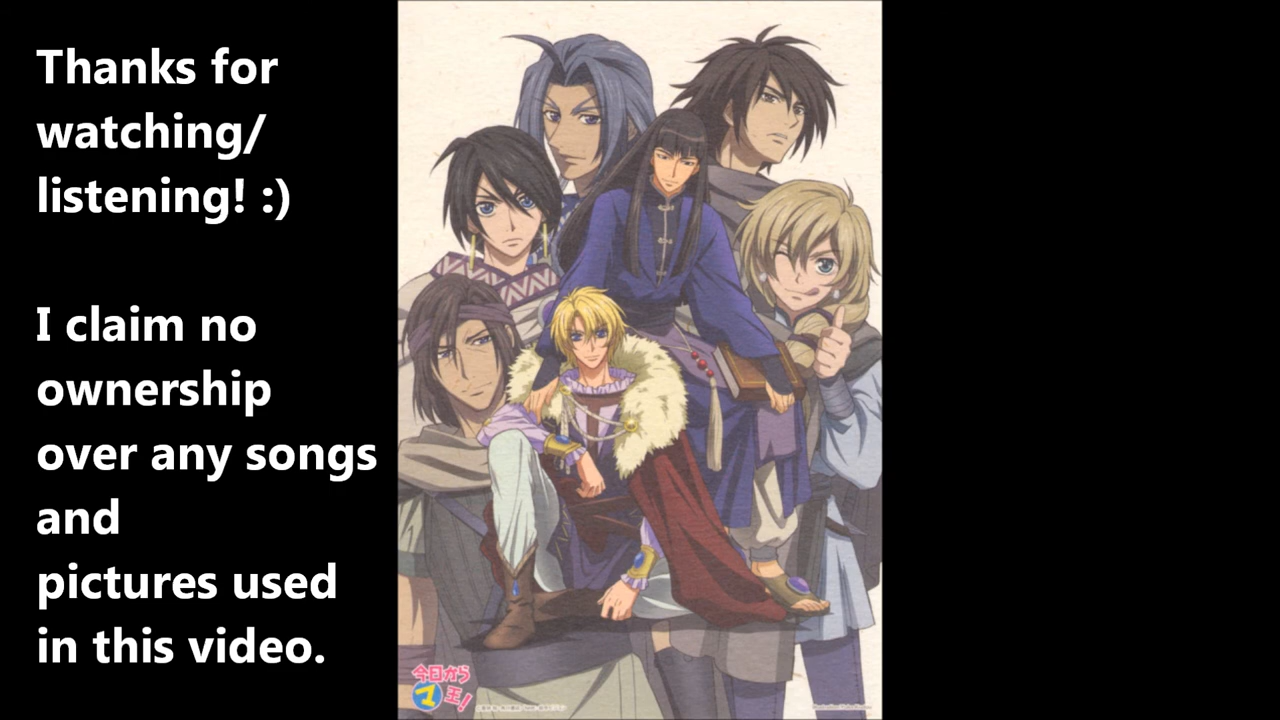 Thanks for
watching/
listening! :)
I claim no
ownership
over any songs
and
pictures used
in this video.
今日から
マ王!